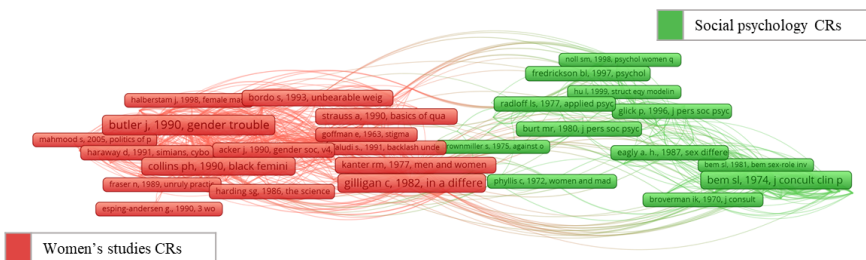 Social psychology CRs
noll sm, 1998, psychol women q
fredrickson bl, 1997, psychol
hu l, 1999, struct eqy modelin
halberstam j, 1998, female ma
bordo s, 1993, unbearable weig
radloff ls, 1977, applied psyc
glick p, 1996, j pers soc psyc
strauss a, 1990, basics of qua
butler j, 1990, gender trouble
burt mr, 1980, j pers soc psyc
goffman e, 1963, stigma
mahmood s, 2005, politics of p
acker j, 1990, gender soc, v4
aludi s, 1991, backlash unde
rownmiller s, 1975, against o
haraway d, 1991, simians, cybo
eagly a. h., 1987, sex differe
collins ph, 1990, black femini
kanter rm, 1977, men and women
bem sl, 1981, bem sex-role inv
fraser n, 1989, unruly practic
harding sg, 1986, the science
gilligan c, 1982, in a differe
phyllis c, 1972, women and mad
bem sl, 1974, j concult clin p
broverman ik, 1970, j consult
esping-andersen g., 1990, 3 wo
Women's studies CRs